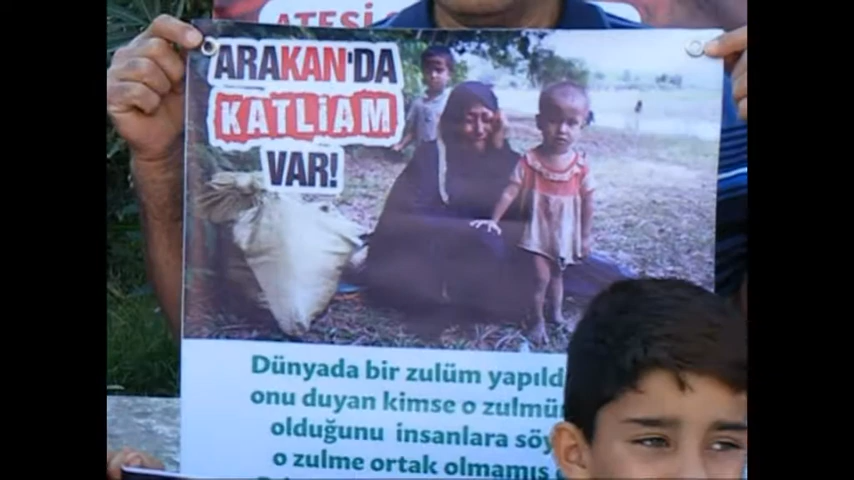 ATEŞİ
ARAKAN'DA
KATLİAM
VAR!
Dünyada bir zulüm yapıld
onu duyan kimse o zulmü
olduğunu insanlara söy
o zulme ortak olmamış